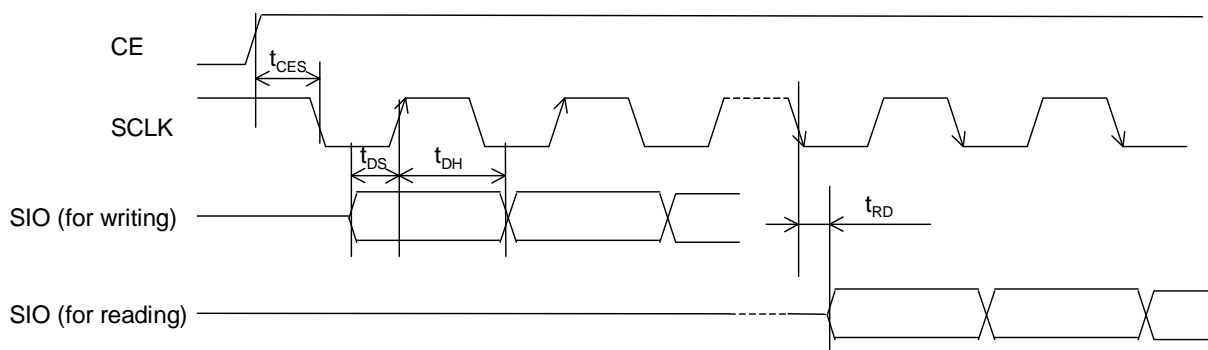 CE
tCES
SCLK
tDS
tDH
SIO (for writing)
tRD
SIO (for reading)